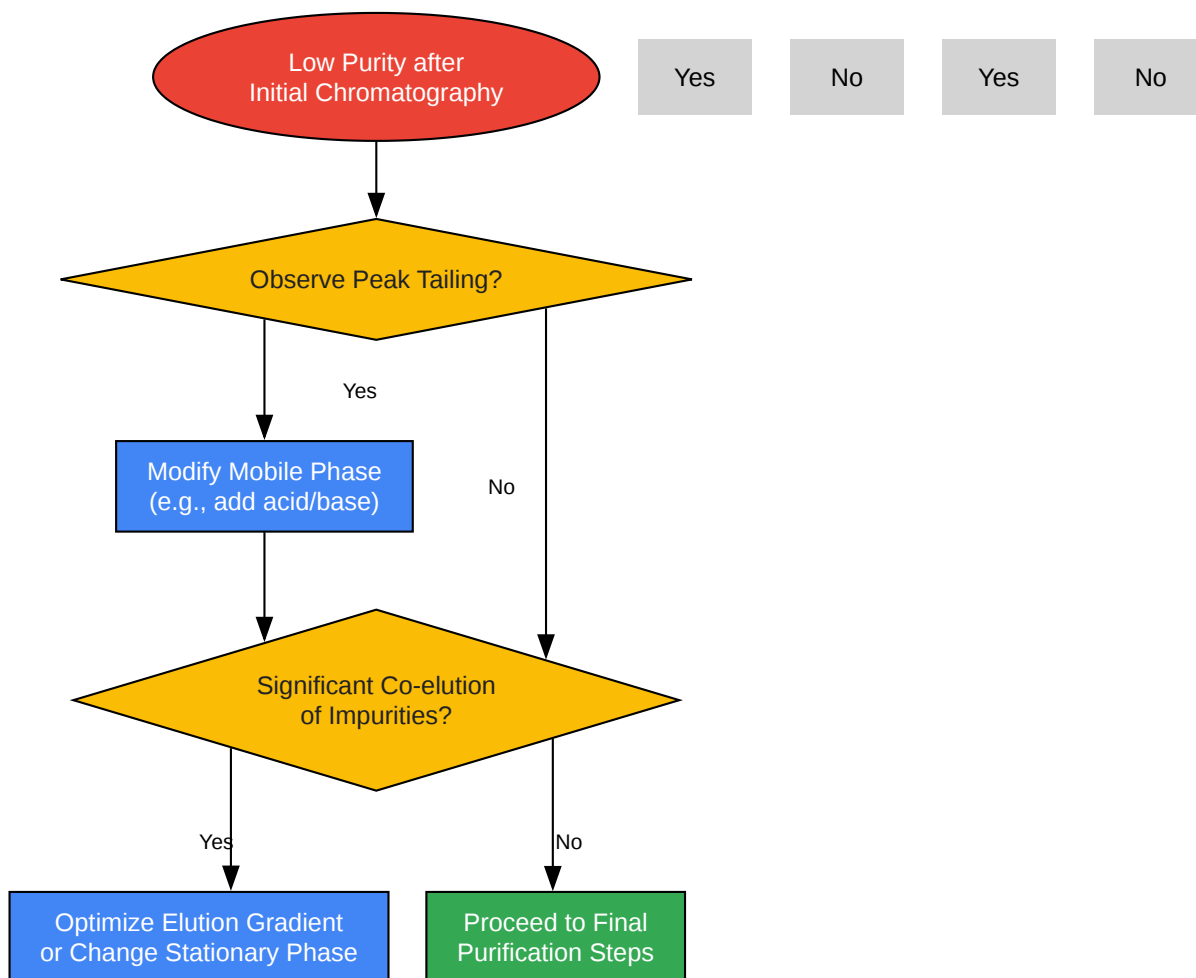 Low Purity after
Initial Chromatography
Yes
No
Yes
No
Observe Peak Tailing?
Yes
Modify Mobile Phase
(e.g., add acid/base)
No
Significant Co-elution
of Impurities?
Yes
No
Optimize Elution Gradient
or Change Stationary Phase
Proceed to Final
Purification Steps